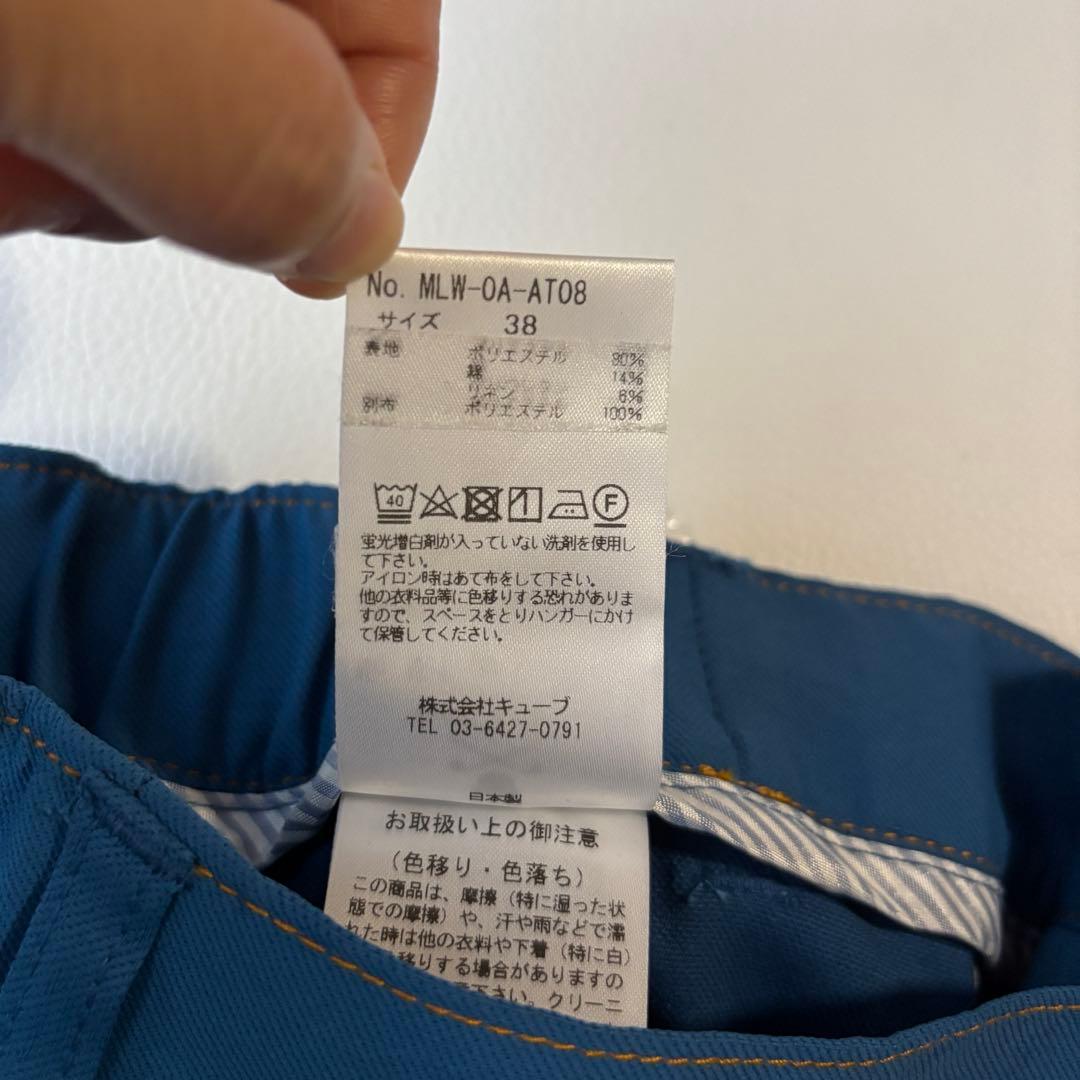 No. MLW-0A-AT08
サイズ 38
表地 ポリエステル 80%
綿 14%
リネン 6%
別布 ポリエステル 100%
40 F
蛍光増白剤が入っていない洗剤を使用し
て下さい。
アイロン時はあて布をして下さい。
他の衣料品等に色移りする恐れがありま
すので、スペースをとりハンガーにかけ
て保管してください。
株式会社キューブ
TEL 03-6427-0791
日本製
お取扱い上の御注意
(色移り・色落ち)
この商品は、摩擦(特に湿った状
態での摩擦)や、汗や雨などで濡
れた時は他の衣料や下着(特に白)
移りする場合がありますの
下さい。クリーニ